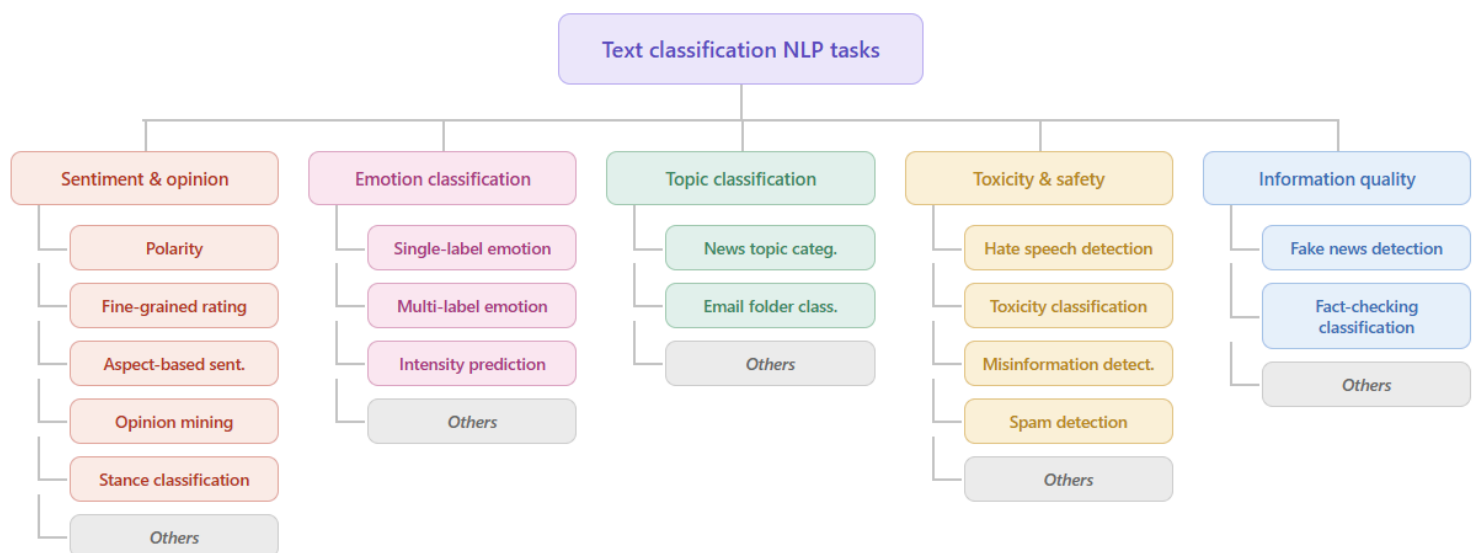 Text classification NLP tasks
Sentiment & opinion
Polarity
Fine-grained rating
Aspect-based sent.
Opinion mining
Stance classification
Others
Emotion classification
Single-label emotion
Multi-label emotion
Intensity prediction
Others
Topic classification
News topic categ.
Email folder class.
Others
Toxicity & safety
Hate speech detection
Toxicity classification
Misinformation detect.
Spam detection
Others
Information quality
Fake news detection
Fact-checking
classification
Others